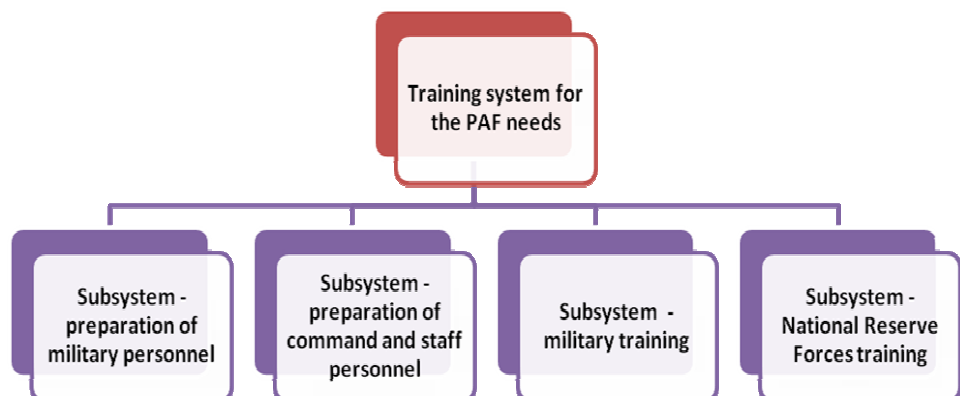 Training system for
the PAF needs
Subsystem -
preparation of
military personnel
Subsystem -
preparation of
command and staff
personnel
Subsystem  -
military training
Subsystem -
National Reserve
Forces training